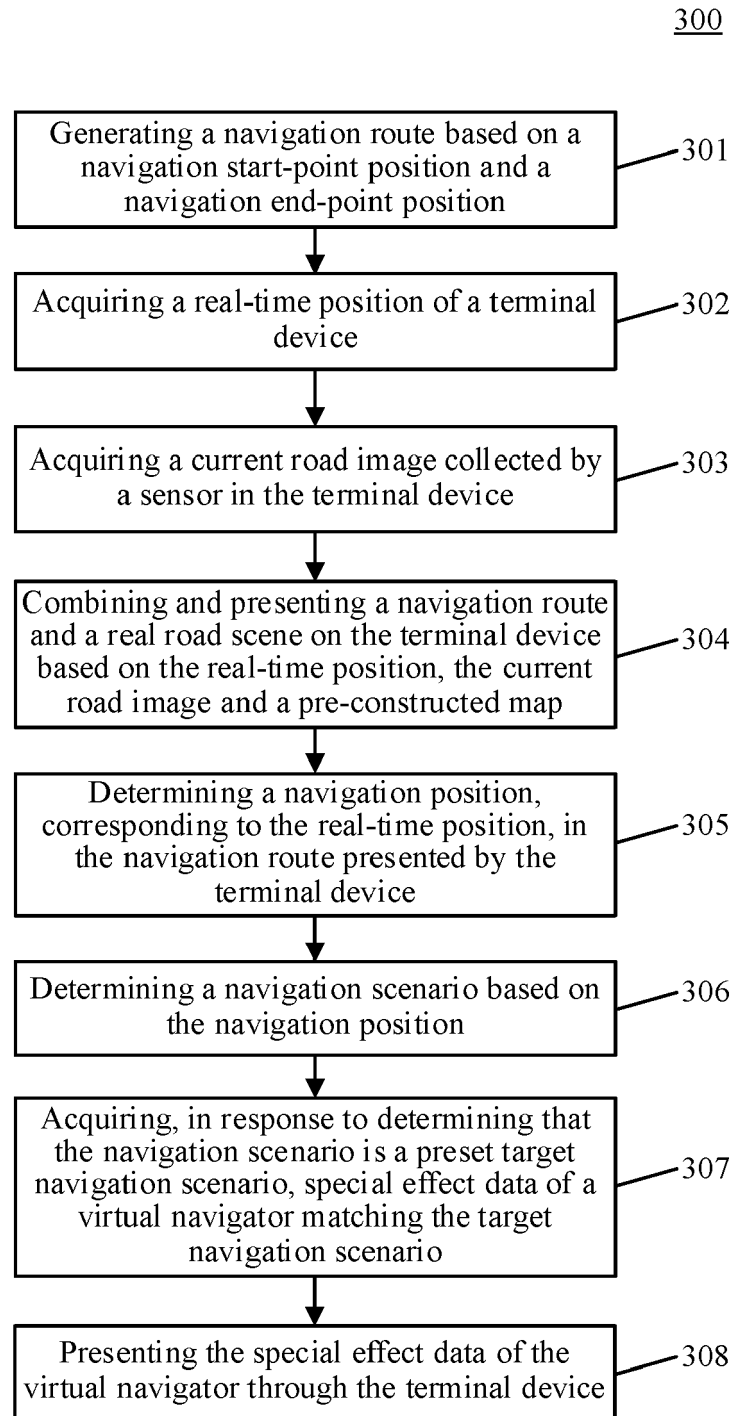 300
Generating a navigation route based on a
navigation start-point position and a
navigation end-point position
301
Acquiring a real-time position of a terminal
device
302
Acquiring a current road image collected by
a sensor in the terminal device
303
Combining and presenting a navigation route
and a real road scene on the terminal device
based on the real-time position, the current
road image and a pre-constructed map
304
Determining a navigation position,
corresponding to the real-time position, in
the navigation route presented by the
terminal device
305
Determining a navigation scenario based on
the navigation position
306
Acquiring, in response to determining that
the navigation scenario is a preset target
navigation scenario, special effect data of a
virtual navigator matching the target
navigation scenario
307
Presenting the special effect data of the
virtual navigator through the terminal device
308